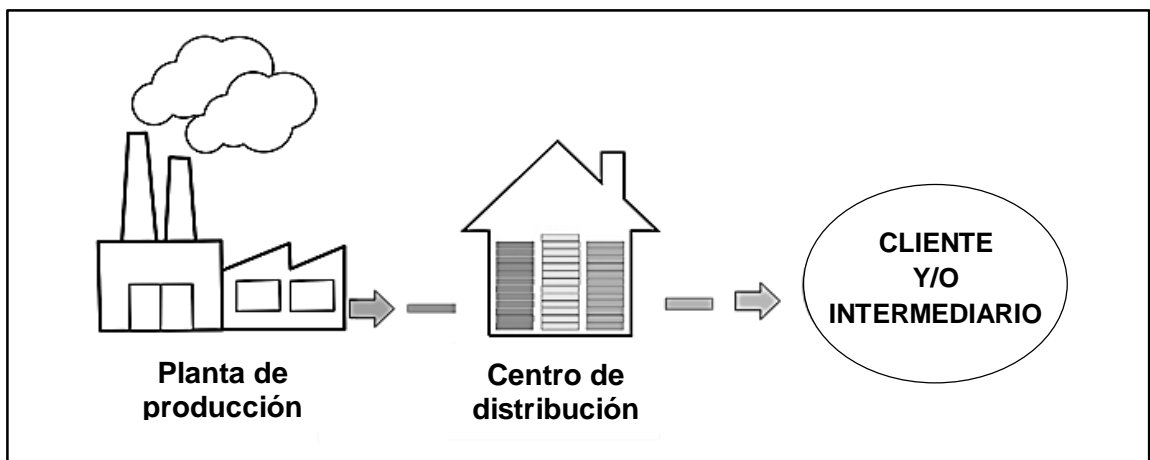 CLIENTE
Y/O
INTERMEDIARIO
Planta de
producción
Centro de
distribución